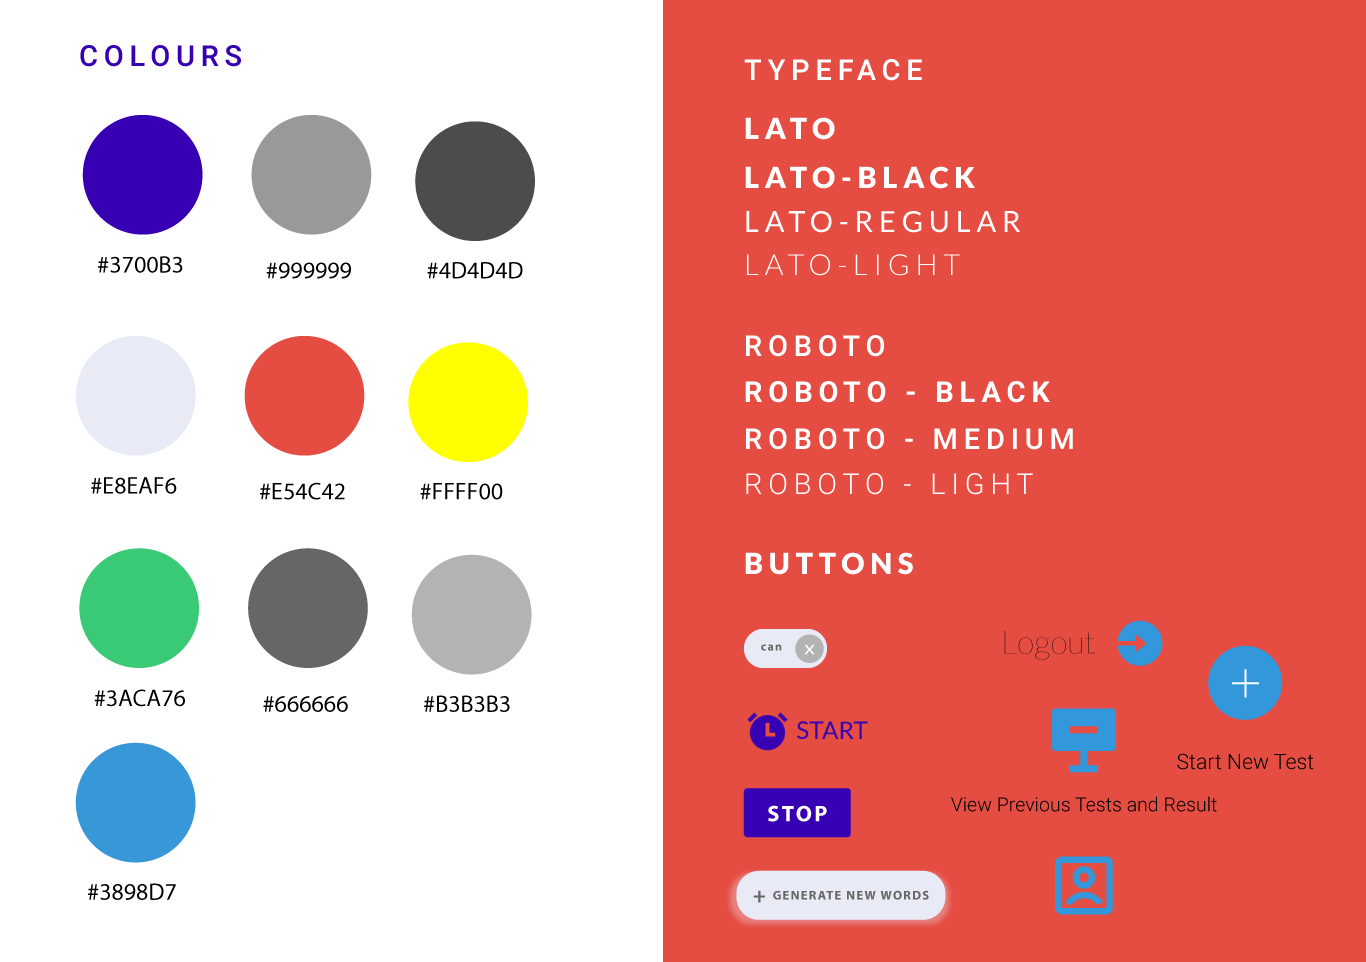 COLOURS
#3700B3
#999999
#4D4D4D
#E8EAF6
#E54C42
#FFFF00
#3ACA76
#666666
#B3B3B3
#3898D7
TYPEFACE
LATO
LATO-BLACK
LATO-REGULAR
LATO-LIGHT
ROBOTO
ROBOTO - BLACK
ROBOTO - MEDIUM
ROBOTO - LIGHT
BUTTONS
can x
Logout
START
Start New Test
STOP
View Previous Tests and Result
+ GENERATE NEW WORDS